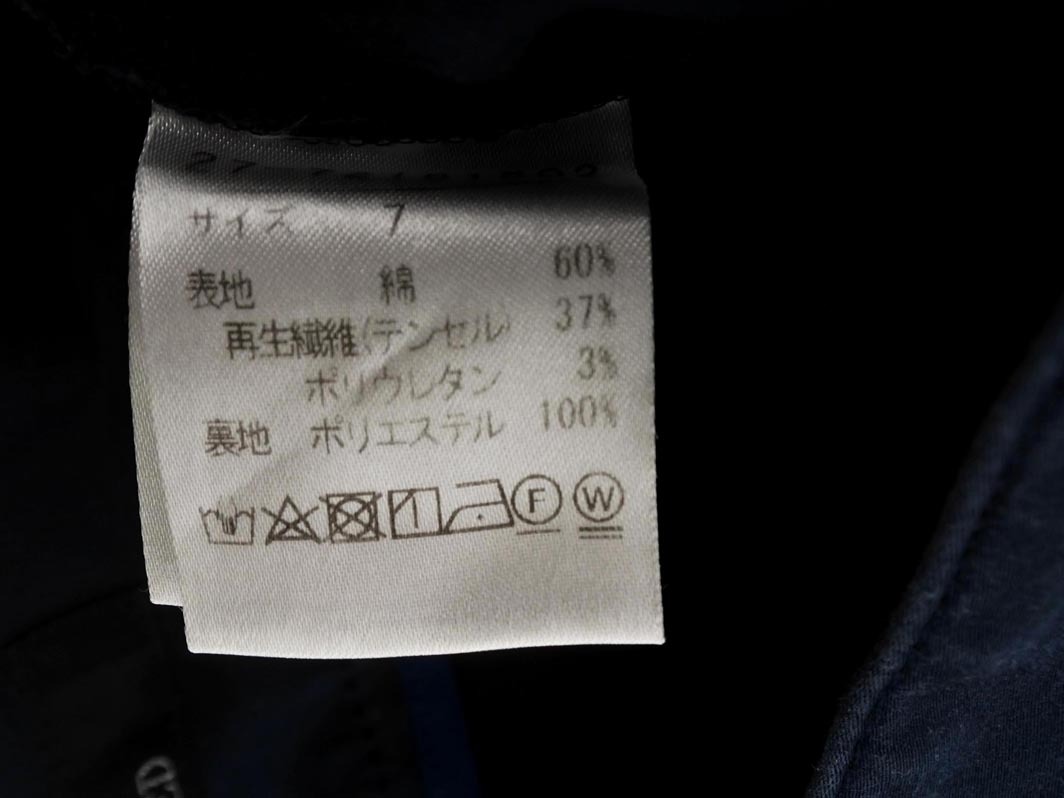 サイズ 7
表地 綿 60%
再生繊維(テンセル) 37%
ポリウレタン 3%
裏地 ポリエステル 100%
F W